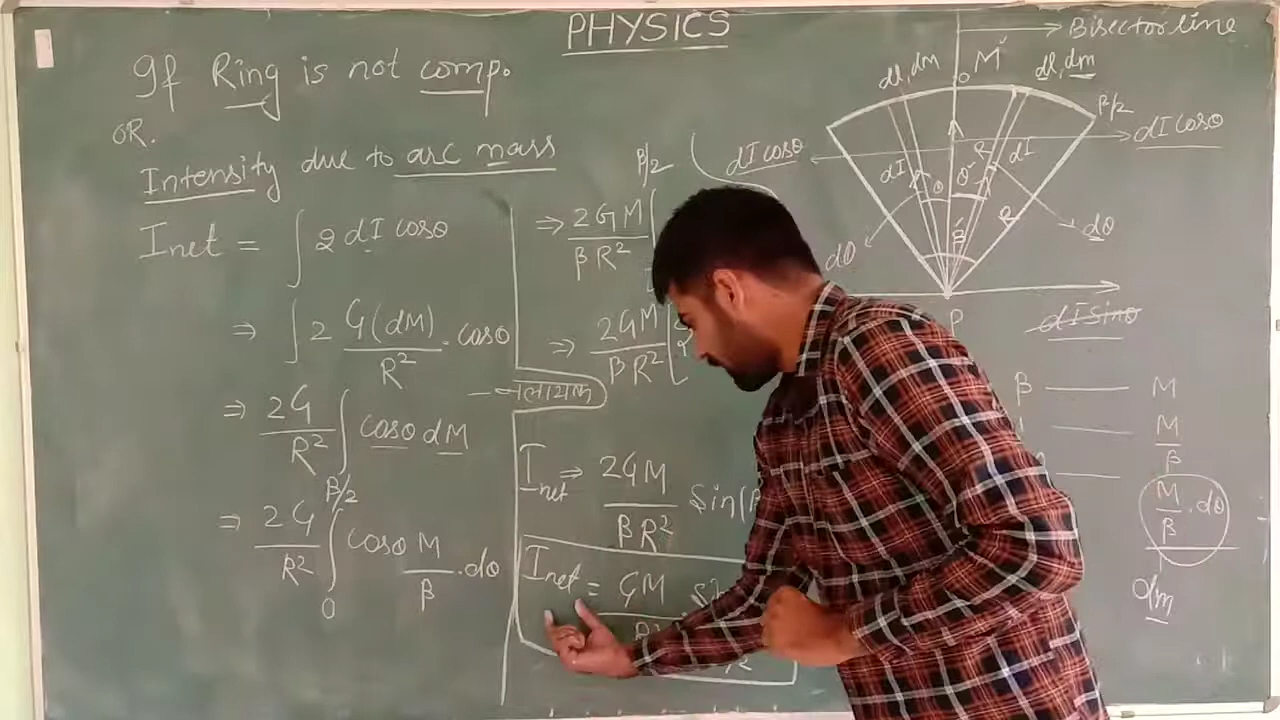 PHYSICS
If Ring is not comp.
OR.
Intensity due to arc mass
Inet = ∫ 2 dI cosθ
⇒ ∫ 2 G(dM)/R² . cosθ
⇒ 2G/R² ∫ cosθ dM
⇒ 2G/R² ∫₀^β/2 cosθ M/β . dθ
β/2
⇒ 2GM/βR²
⇒ 2GM/βR² [
लायक
Inet ⇒ 2GM/βR² Sin(
Inet = GM
/2
Bisector line
M
dl, dm
dl, dm
β/2
dI cosθ
dI cosθ
dI
R
dI
θ
θ
R
dθ
dθ
β
P
dI Sinθ
β — M
M/β
M/β . dθ
dm